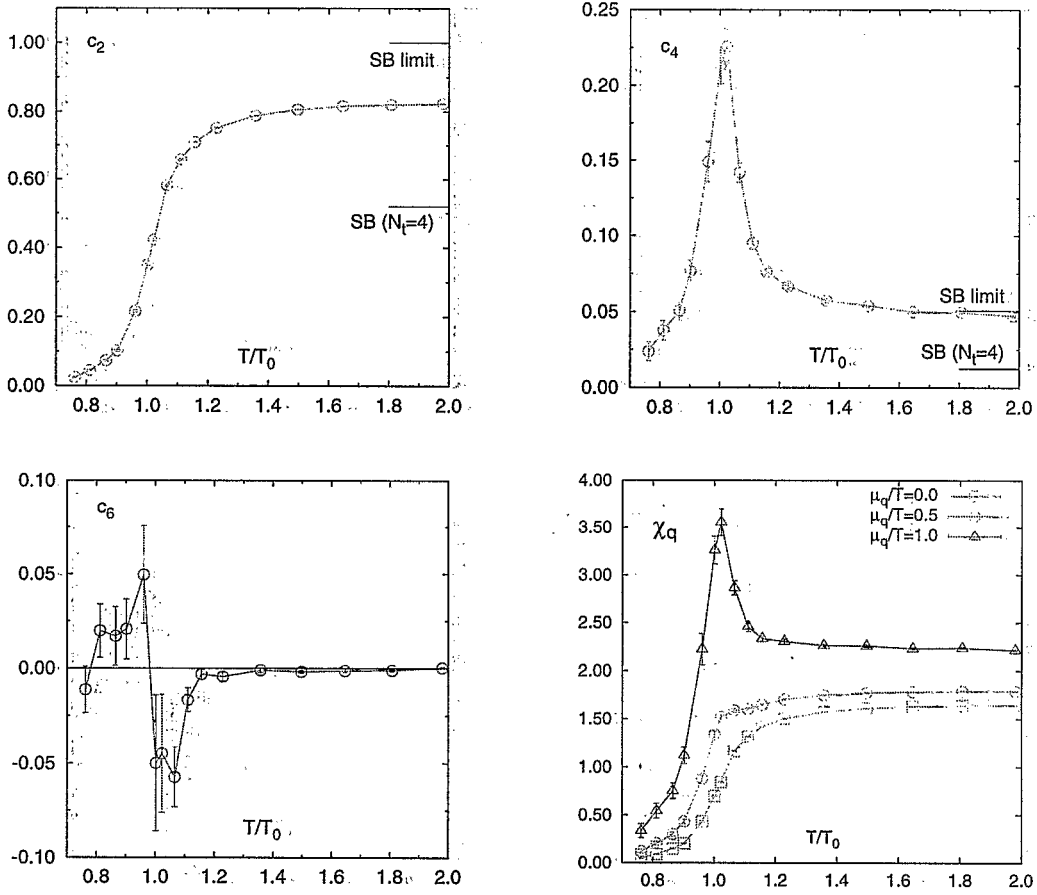 c2
1.00
SB limit
0.80
0.60
SB (Nt=4)
0.40
0.20
T/T0
0.00
0.8 1.0 1.2 1.4 1.6 1.8 2.0
0.25
c4
0.20
0.15
0.10
SB limit
0.05
T/T0
SB (Nt=4)
0.00
0.8 1.0 1.2 1.4 1.6 1.8 2.0
0.10
c6
0.05
0.00
-0.05
T/T0
-0.10
0.8 1.0 1.2 1.4 1.6 1.8 2.0
4.00
μq/T=0.0
μq/T=0.5
μq/T=1.0
χq
3.50
3.00
2.50
2.00
1.50
1.00
0.50
T/T0
0.00
0.8 1.0 1.2 1.4 1.6 1.8 2.0